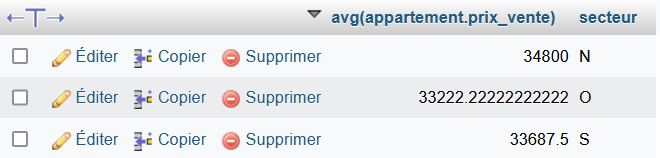 avg(appartement.prix_vente) secteur
Éditer Copier Supprimer 34800 N
Éditer Copier Supprimer 33222.22222222222 O
Éditer Copier Supprimer 33687.5 S